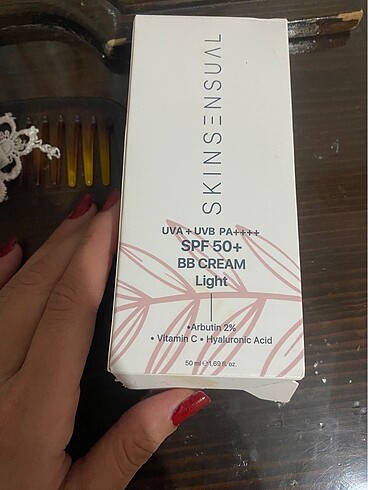 SKINSENSUAL
UVA + UVB PA++++
SPF 50+
BB CREAM
Light
•Arbutin 2%
• Vitamin C • Hyaluronic Acid
50 ml ℮ 1,69 fl. oz.